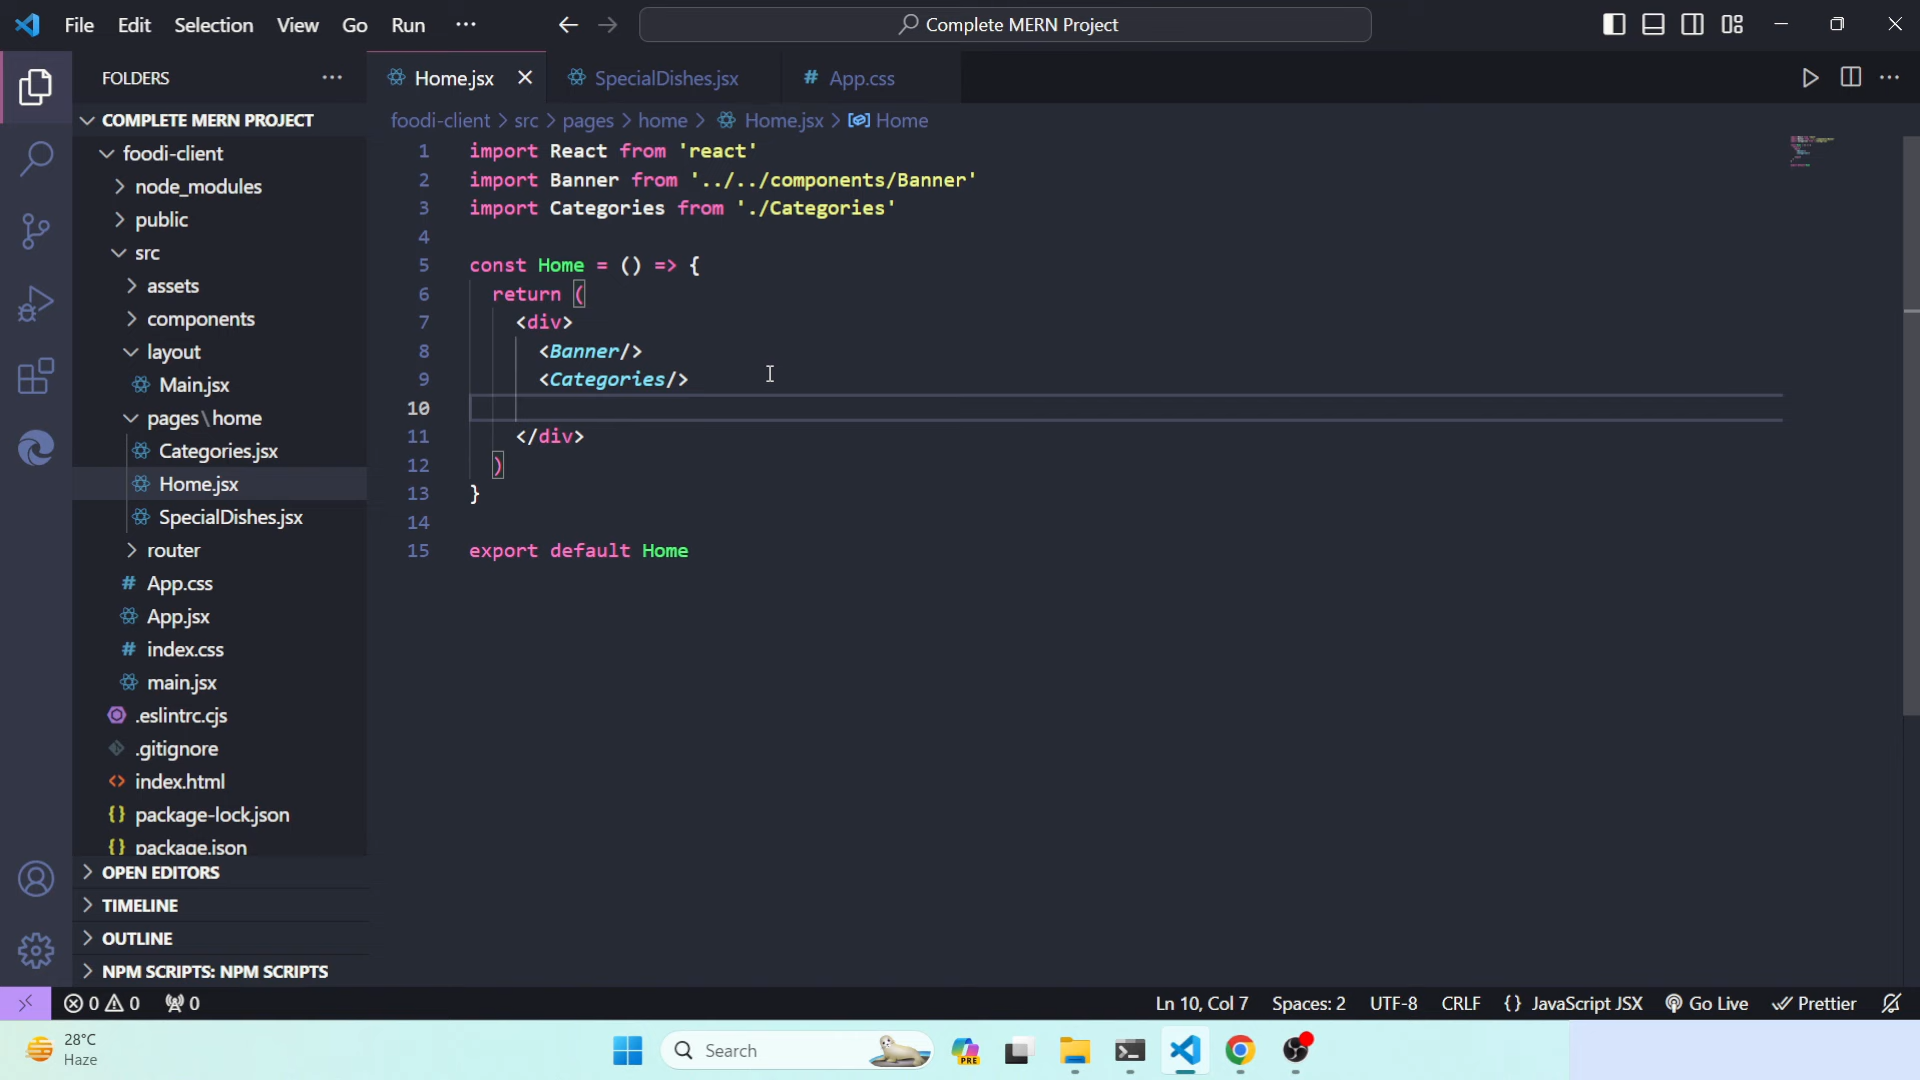 File Edit Selection View Go Run ···
Complete MERN Project
FOLDERS ···
Home.jsx
SpecialDishes.jsx
# App.css
COMPLETE MERN PROJECT
foodi-client
node_modules
public
src
assets
components
layout
Main.jsx
pages\home
Categories.jsx
Home.jsx
SpecialDishes.jsx
router
# App.css
App.jsx
# index.css
main.jsx
.eslintrc.cjs
.gitignore
<> index.html
{} package-lock.json
{} package.json
OPEN EDITORS
TIMELINE
OUTLINE
NPM SCRIPTS: NPM SCRIPTS
foodi-client > src > pages > home > Home.jsx > Home
1 import React from 'react'
2 import Banner from '../../components/Banner'
3 import Categories from './Categories'
4
5 const Home = () => {
6 return (
7 <div>
8 <Banner/>
9 <Categories/>
10
11 </div>
12 )
13 }
14
15 export default Home
0 0 0
Ln 10, Col 7 Spaces: 2 UTF-8 CRLF {} JavaScript JSX Go Live Prettier
28°C
Haze
Search
PRE